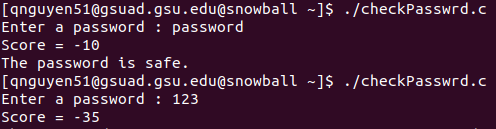 [qnguyen51@gsuad.gsu.edu@snowball ~]$ ./checkPasswrd.c
Enter a password : password
Score = -10
The password is safe.
[qnguyen51@gsuad.gsu.edu@snowball ~]$ ./checkPasswrd.c
Enter a password : 123
Score = -35